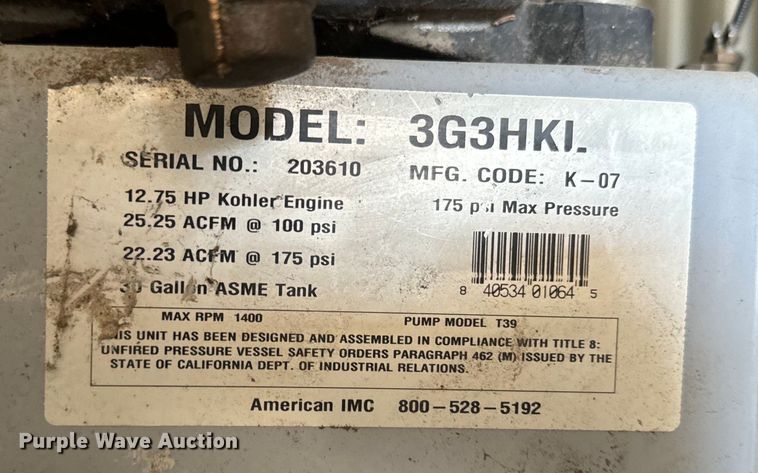 MODEL: 3G3HKL
SERIAL NO.: 203610 MFG. CODE: K-07
12.75 HP Kohler Engine 175 psi Max Pressure
25.25 ACFM @ 100 psi
22.23 ACFM @ 175 psi
30 Gallon ASME Tank
8 40534 01064 5
MAX RPM 1400 PUMP MODEL T39
THIS UNIT HAS BEEN DESIGNED AND ASSEMBLED IN COMPLIANCE WITH TITLE 8:
UNFIRED PRESSURE VESSEL SAFETY ORDERS PARAGRAPH 462 (M) ISSUED BY THE
STATE OF CALIFORNIA DEPT. OF INDUSTRIAL RELATIONS.
American IMC 800-528-5192
Purple Wave Auction